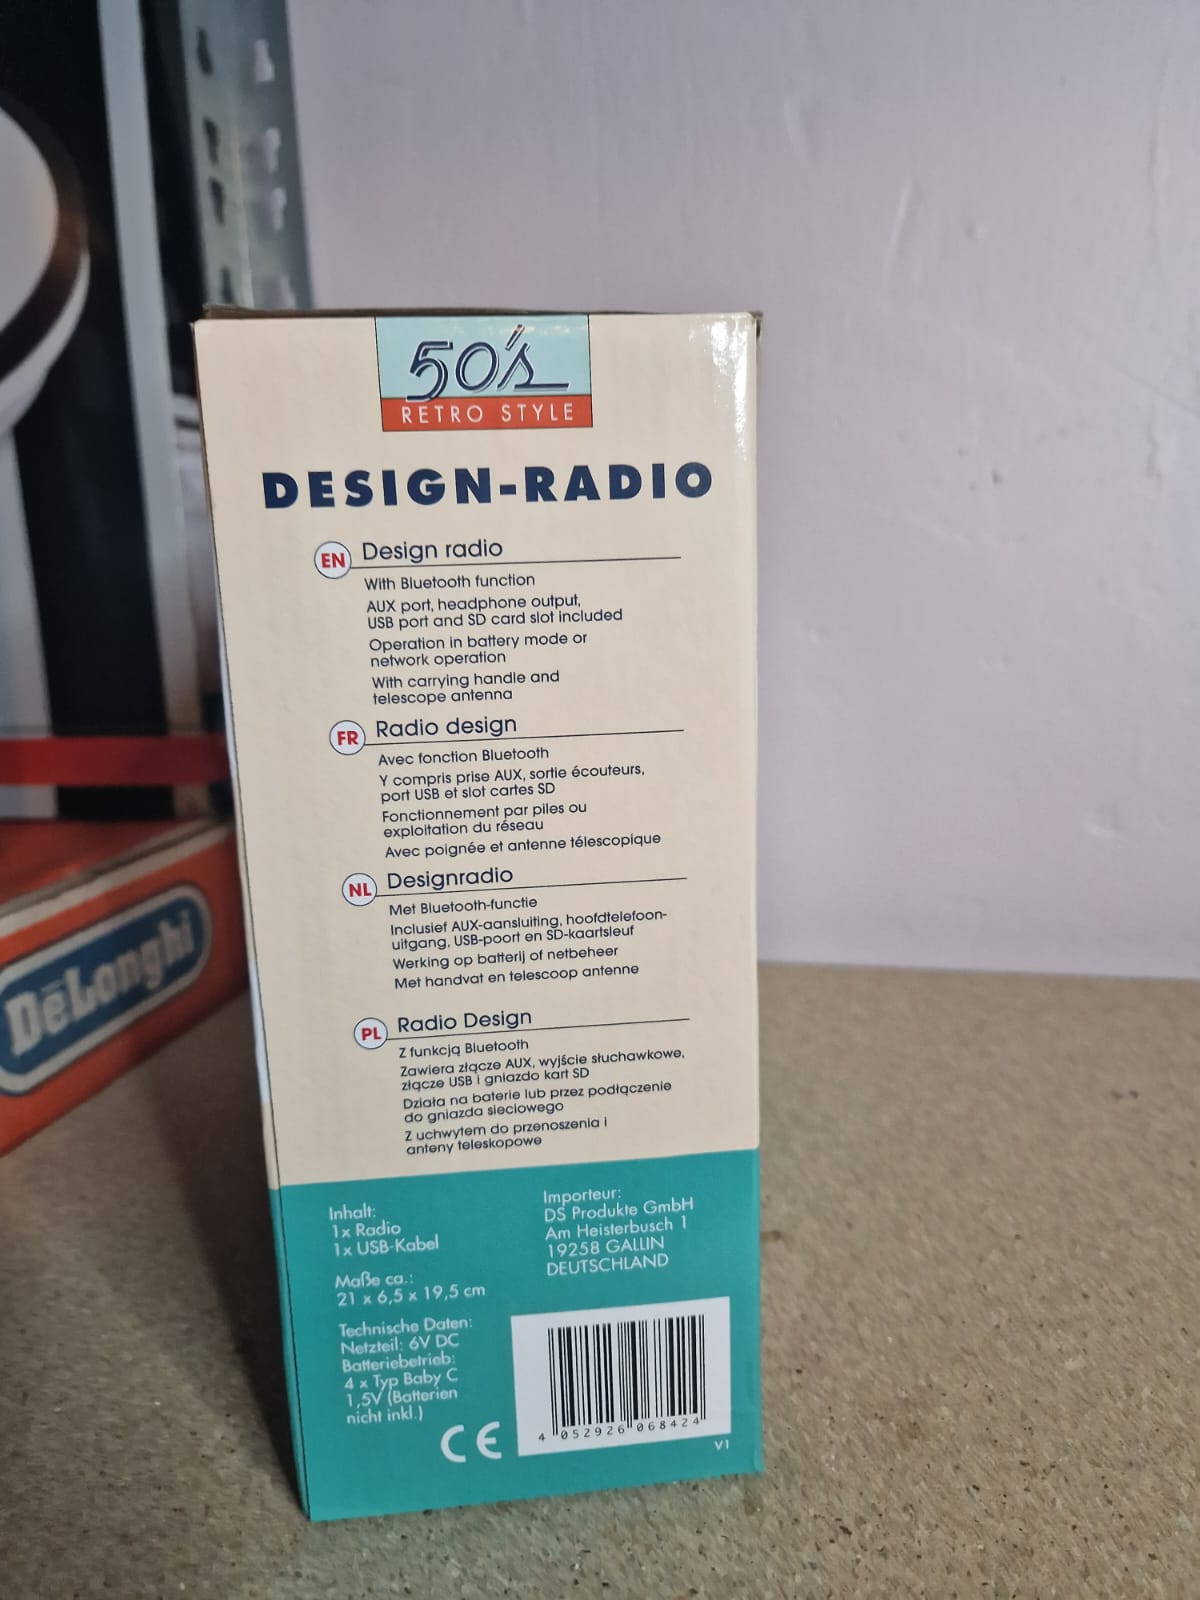 50's
RETRO STYLE
DESIGN-RADIO
EN Design radio
With Bluetooth function
AUX port, headphone output,
USB port and SD card slot included
Operation in battery mode or
network operation
With carrying handle and
telescope antenna
FR Radio design
Avec fonction Bluetooth
Y compris prise AUX, sortie écouteurs,
port USB et slot cartes SD
Fonctionnement par piles ou
exploitation du réseau
Avec poignée et antenne télescopique
NL Designradio
Met Bluetooth-functie
Inclusief AUX-aansluiting, hoofdtelefoon-
uitgang, USB-poort en SD-kaartsleuf
Werking op batterij of netbeheer
Met handvat en telescoop antenne
PL Radio Design
Z funkcją Bluetooth
Zawiera złącze AUX, wyjście słuchawkowe,
złącze USB i gniazdo kart SD
Działa na baterie lub przez podłączenie
do gniazda sieciowego
Z uchwytem do przenoszenia i
anteny teleskopowe
Inhalt:
1x Radio
1x USB-Kabel
Maße ca.:
21 x 6,5 x 19,5 cm
Technische Daten:
Netzteil: 6V DC
Batteriebetrieb:
4 x Typ Baby C
1,5V (Batterien
nicht inkl.)
CE
Importeur:
DS Produkte GmbH
Am Heisterbusch 1
19258 GALLIN
DEUTSCHLAND
4 052926 068424
V1
DeLonghi